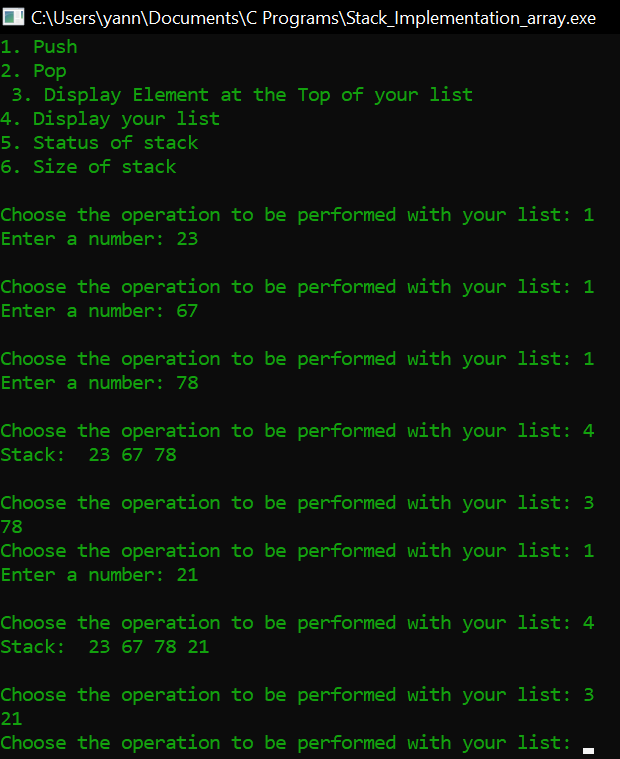 C:\Users\yann\Documents\C Programs\Stack_Implementation_array.exe
1. Push
2. Pop
 3. Display Element at the Top of your list
4. Display your list
5. Status of stack
6. Size of stack
Choose the operation to be performed with your list: 1
Enter a number: 23
Choose the operation to be performed with your list: 1
Enter a number: 67
Choose the operation to be performed with your list: 1
Enter a number: 78
Choose the operation to be performed with your list: 4
Stack:  23 67 78
Choose the operation to be performed with your list: 3
78
Choose the operation to be performed with your list: 1
Enter a number: 21
Choose the operation to be performed with your list: 4
Stack:  23 67 78 21
Choose the operation to be performed with your list: 3
21
Choose the operation to be performed with your list: